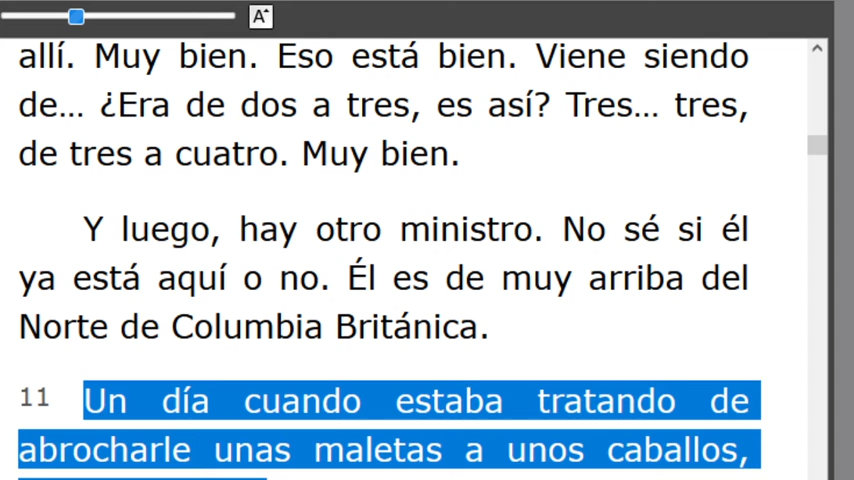 A
allí. Muy bien. Eso está bien. Viene siendo
de... ¿Era de dos a tres, es así? Tres... tres,
de tres a cuatro. Muy bien.
Y luego, hay otro ministro. No sé si él
ya está aquí o no. Él es de muy arriba del
Norte de Columbia Británica.
11 Un día cuando estaba tratando de
abrocharle unas maletas a unos caballos,